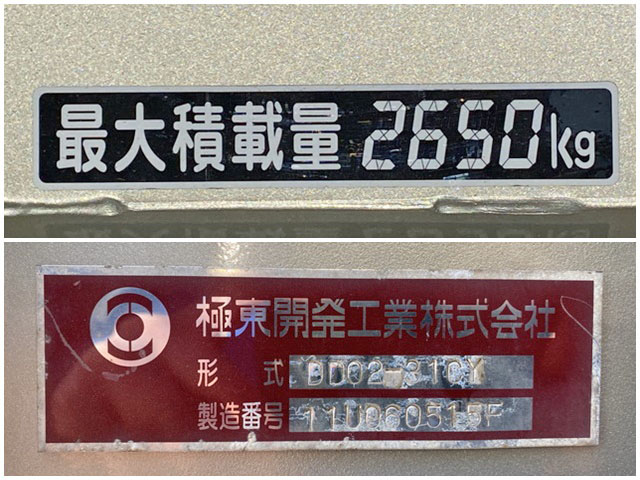 最大積載量 2650kg
極東開発工業株式会社
形 式 DD02-310Y
製造番号 11U060515F